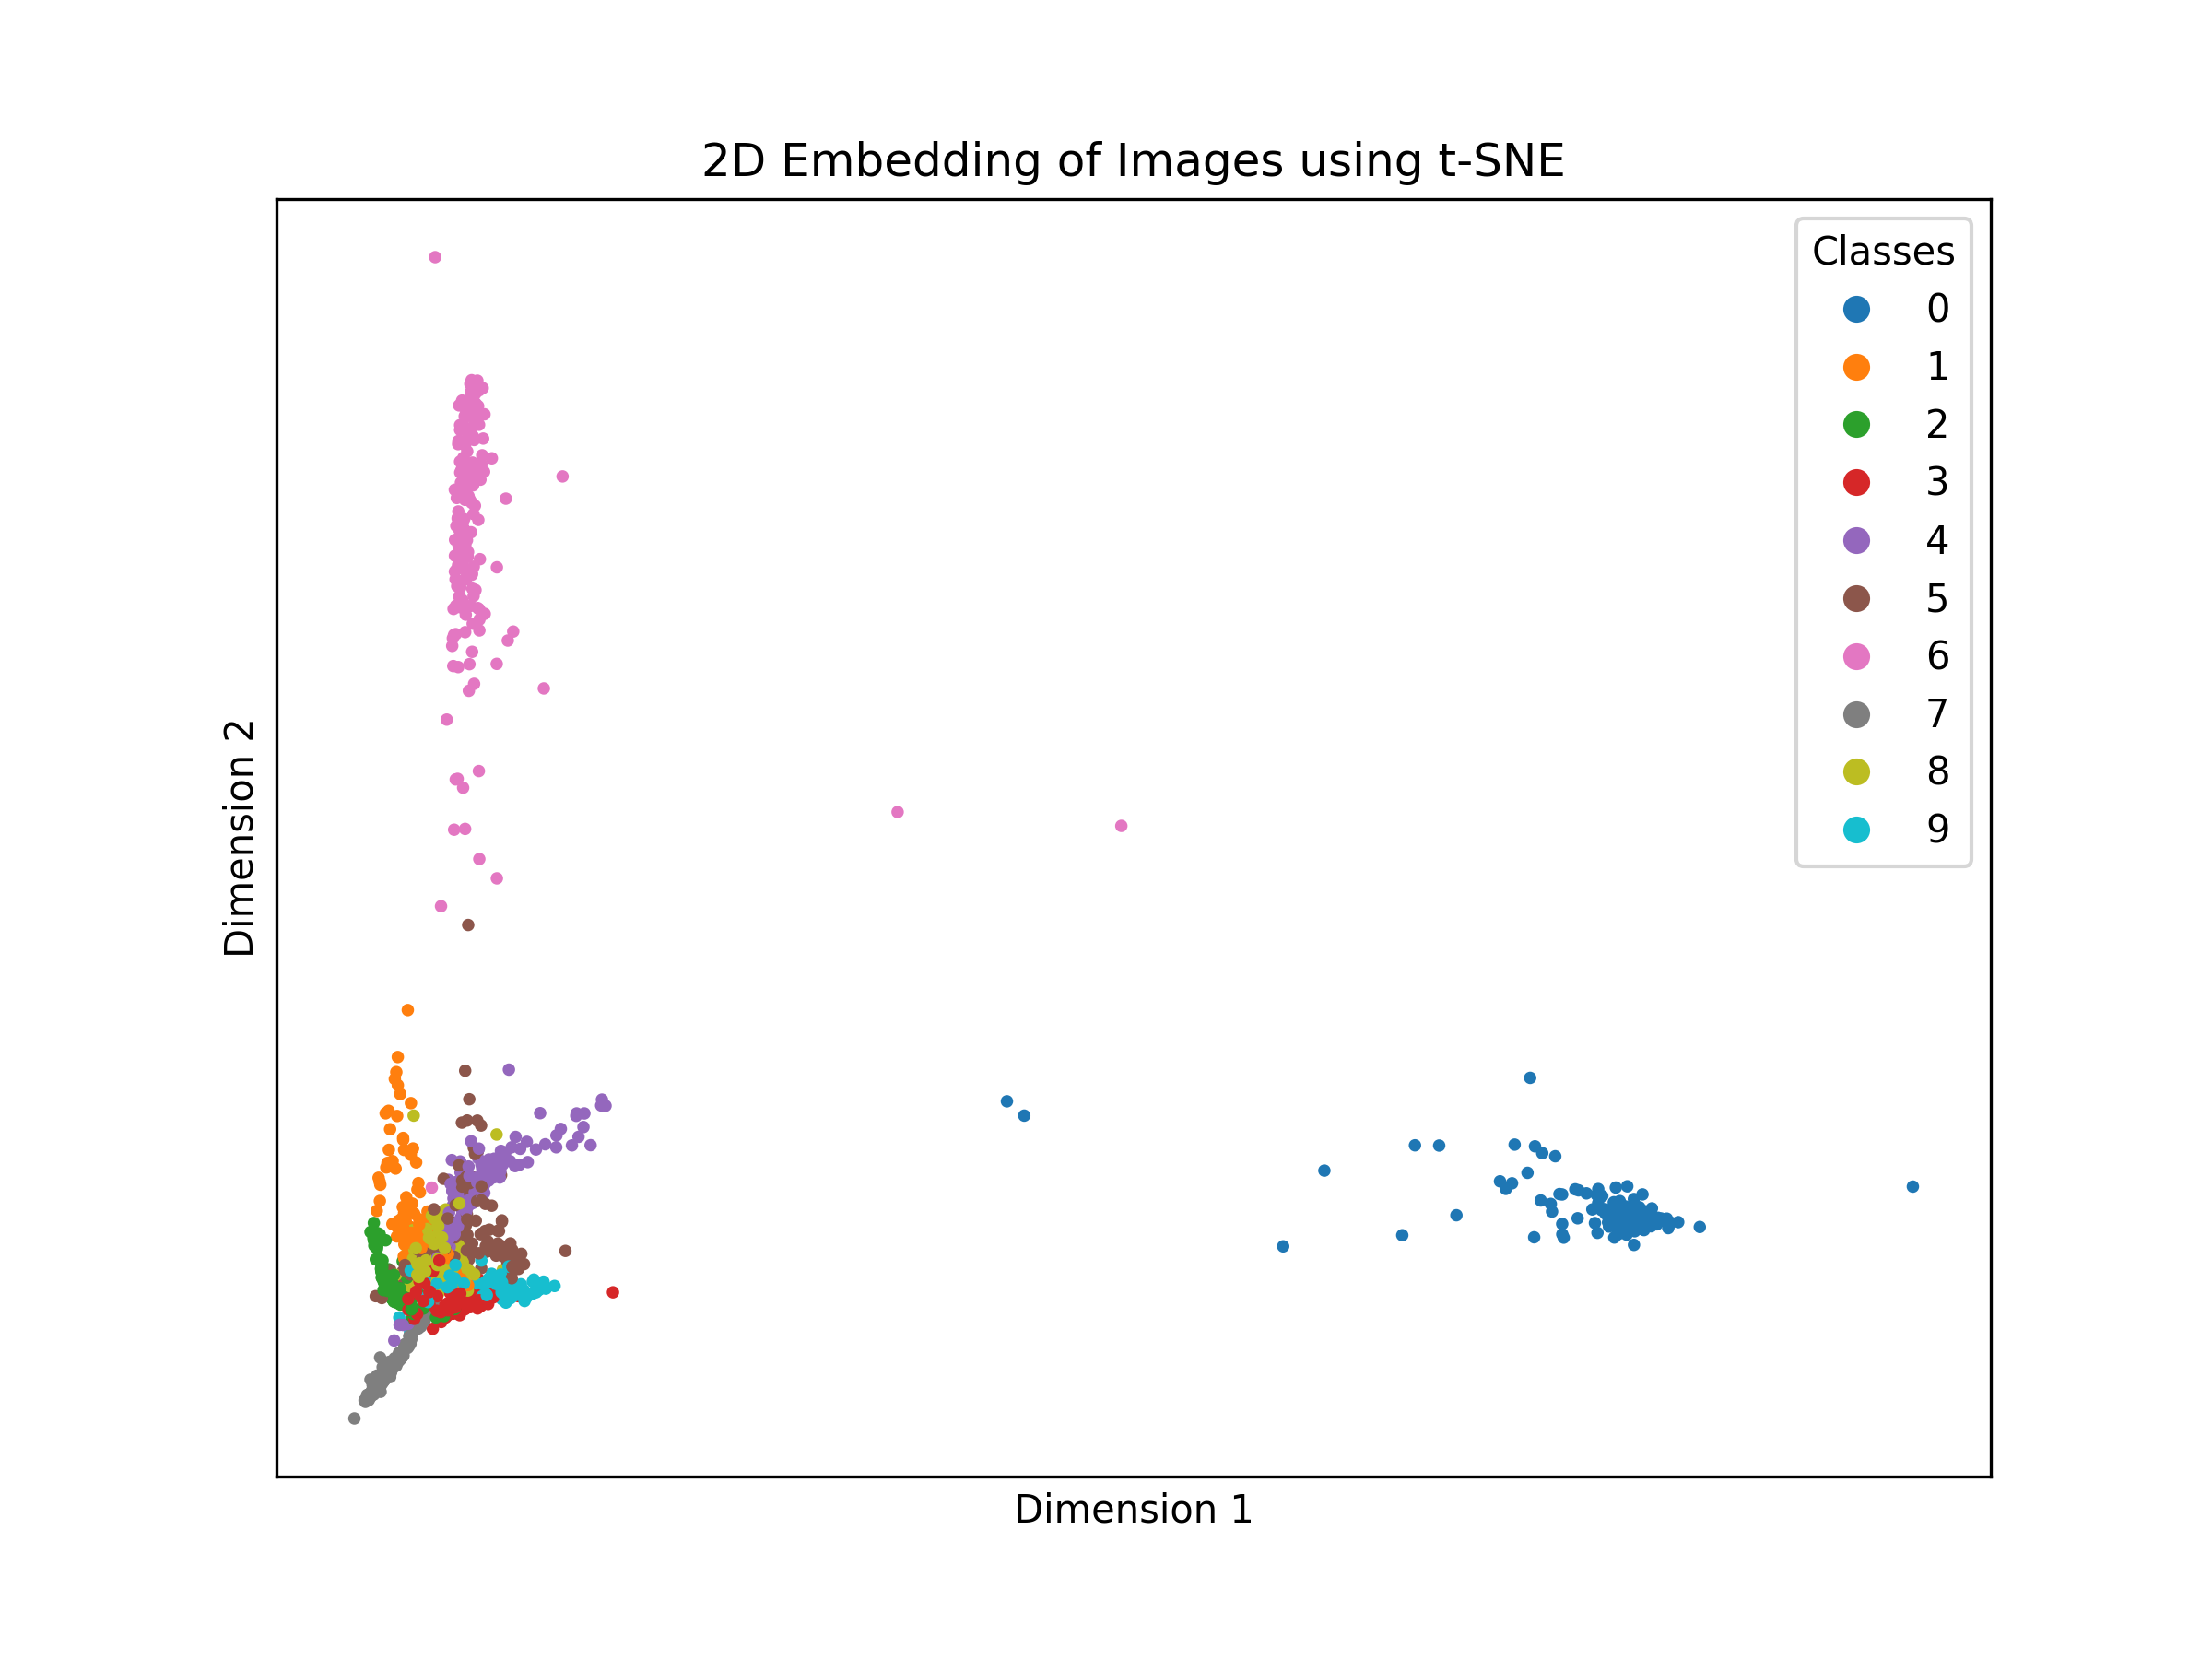 2D Embedding of Images using t-SNE
Classes
0
1
2
3
4
5
6
7
8
9
Dimension 2
Dimension 1